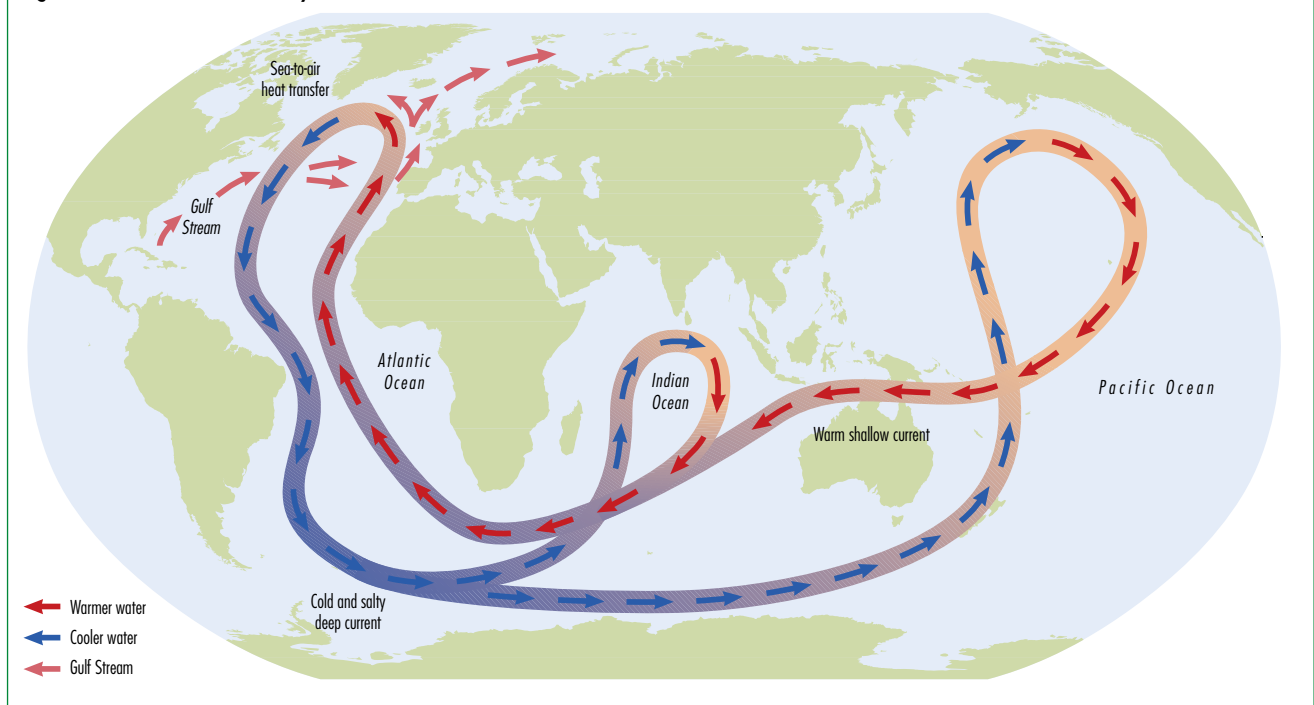 Sea-to-air
heat transfer
Gulf
Stream
Atlantic
Ocean
Indian
Ocean
Pacific Ocean
Warm shallow current
Cold and salty
deep current
Warmer water
Cooler water
Gulf Stream